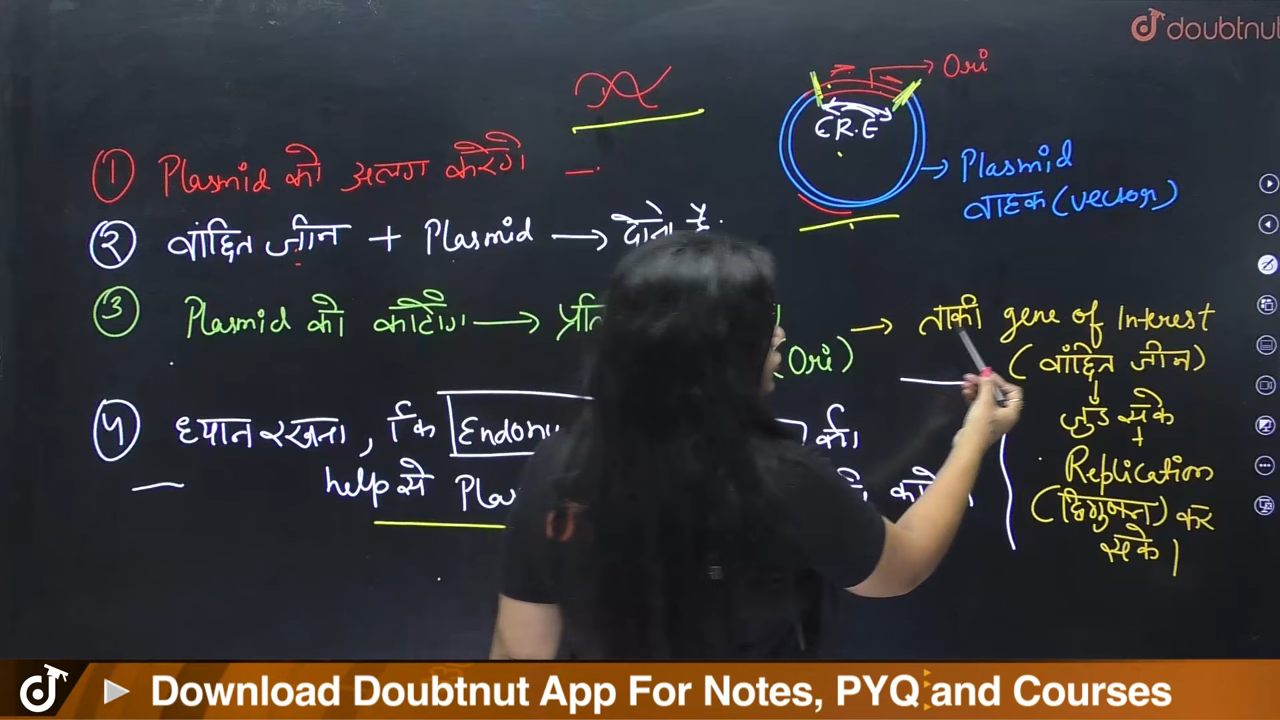 doubtnut
Ori
C R.E
① Plasmid को अलग करेंगे
Plasmid
वाहक (vector)
② वांछित जीन + Plasmid → दोनो
③ Plasmid को काटेंगे → प्रति
(Ori)
→ ताकी gene of Interest
(वांछित जीन)
जुड़ सके
+
Replication
(द्विगुणन) कर
सके।
④ ध्यान रखना, कि Endonu की
help से Plas
Download Doubtnut App For Notes, PYQ and Courses